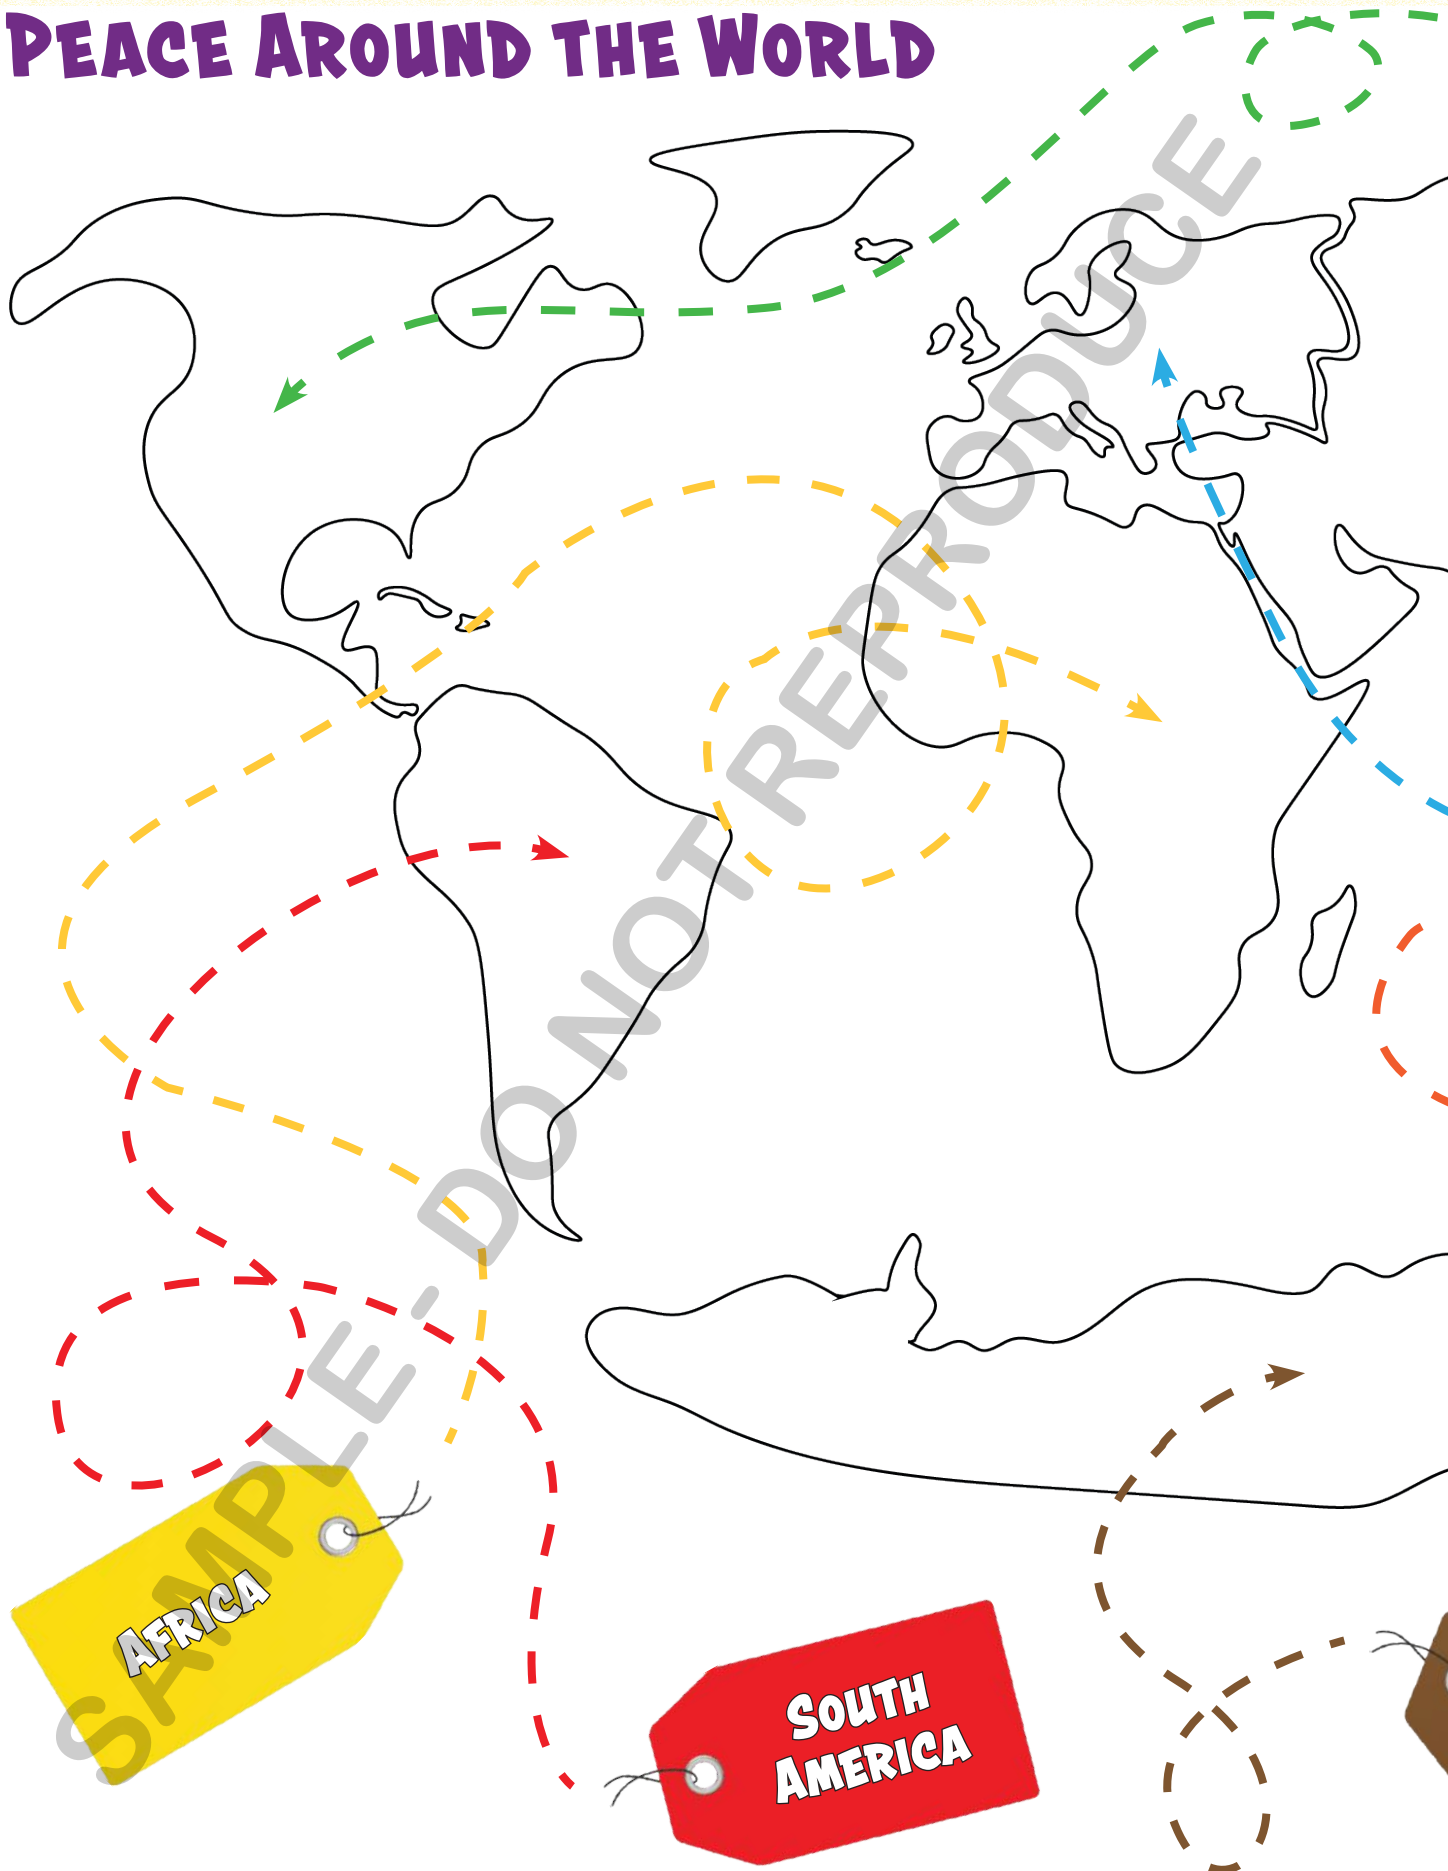 PEACE AROUND THE WORLD
SAMPLE - DO NOT REPRODUCE
AFRICA
SOUTH
AMERICA